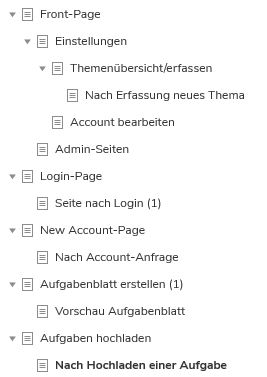 Front-Page
Einstellungen
Themenübersicht/erfassen
Nach Erfassung neues Thema
Account bearbeiten
Admin-Seiten
Login-Page
Seite nach Login (1)
New Account-Page
Nach Account-Anfrage
Aufgabenblatt erstellen (1)
Vorschau Aufgabenblatt
Aufgaben hochladen
Nach Hochladen einer Aufgabe